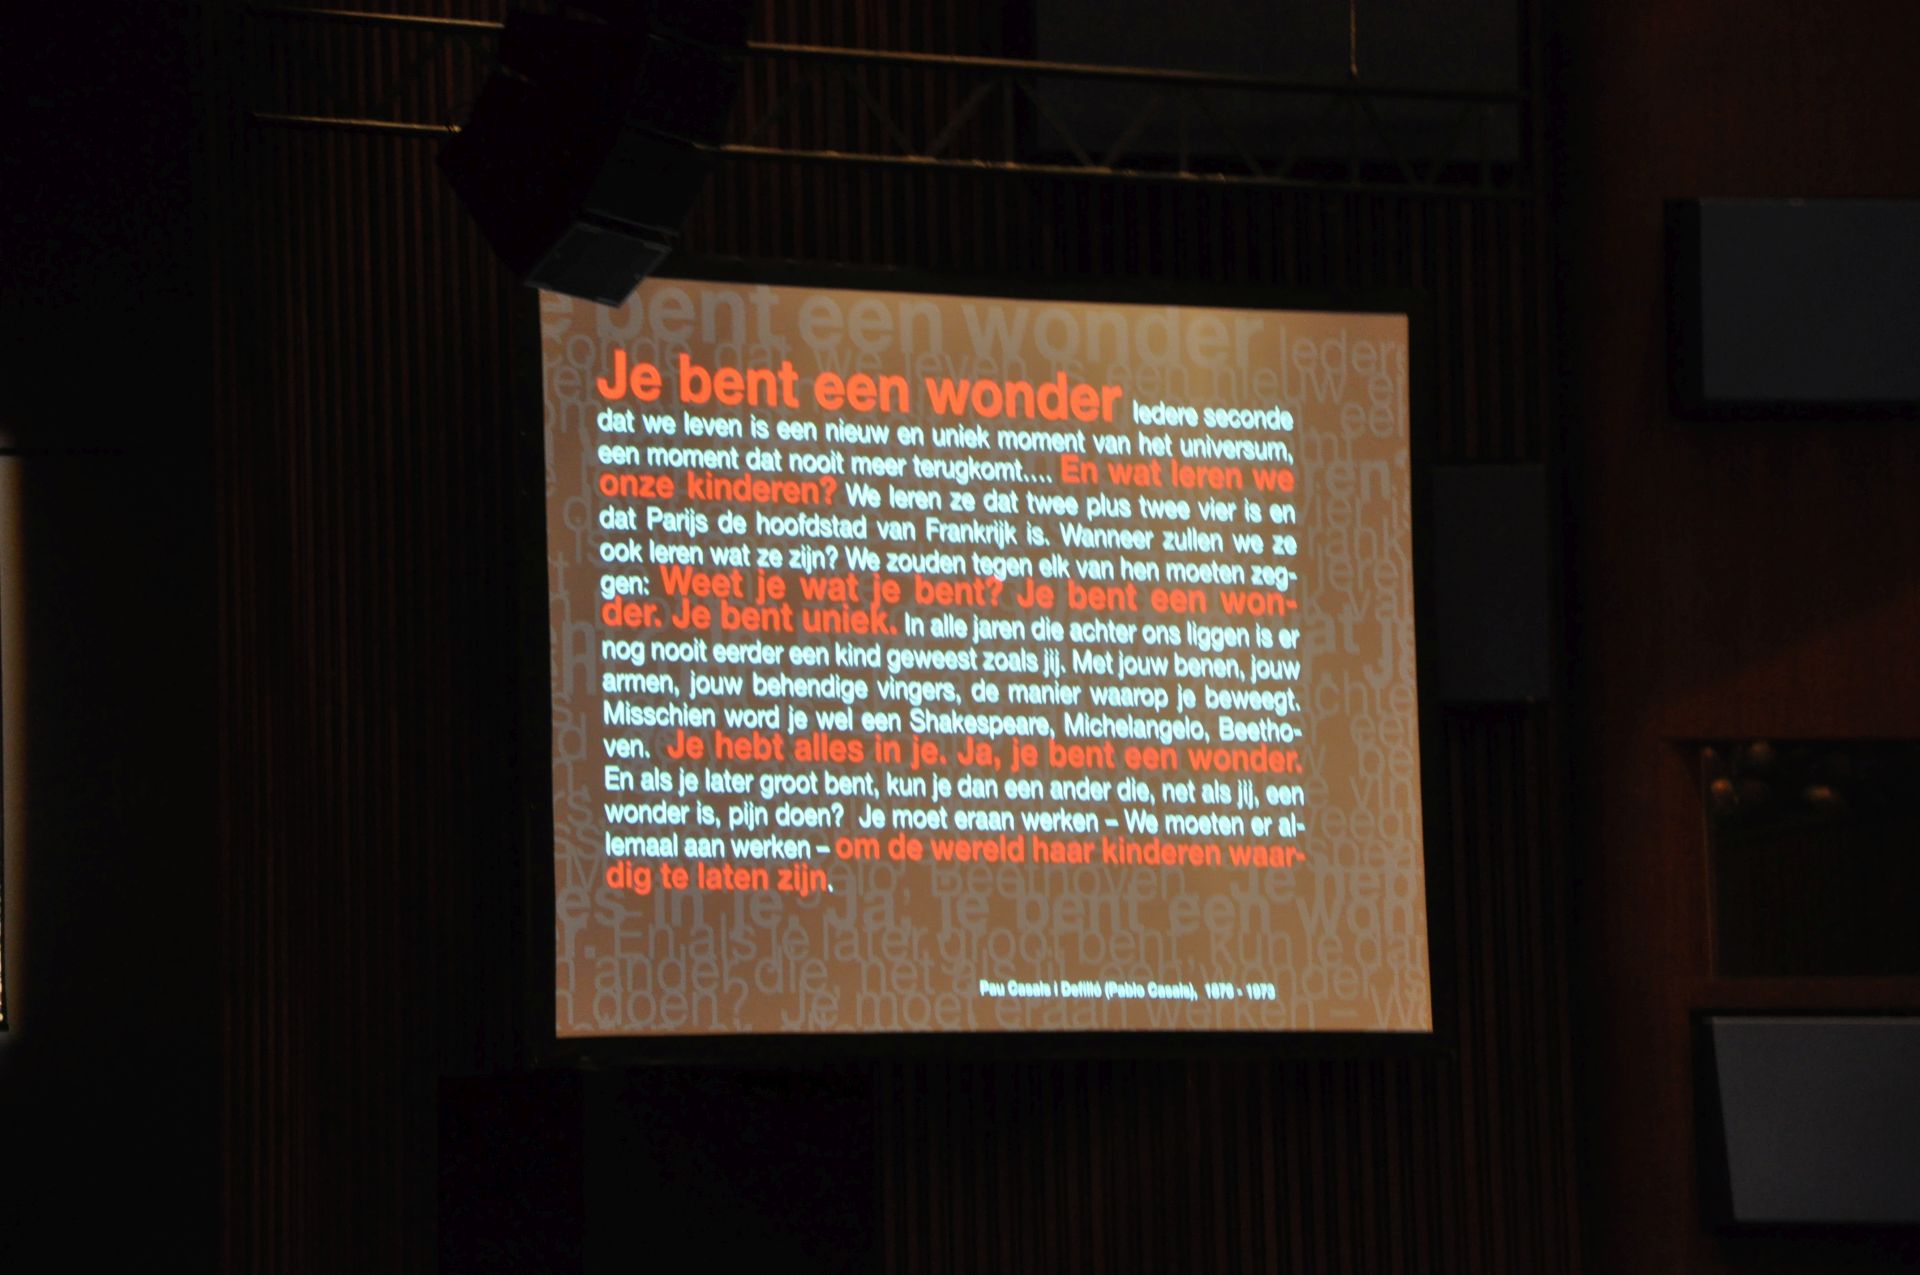 Je bent een wonder Iedere seconde
dat we leven is een nieuw en uniek moment van het universum,
een moment dat nooit meer terugkomt.... En wat leren we
onze kinderen? We leren ze dat twee plus twee vier is en
dat Parijs de hoofdstad van Frankrijk is. Wanneer zullen we ze
ook leren wat ze zijn? We zouden tegen elk van hen moeten zeg-
gen: Weet je wat je bent? Je bent een won-
der. Je bent uniek. In alle jaren die achter ons liggen is er
nog nooit eerder een kind geweest zoals jij. Met jouw benen, jouw
armen, jouw behendige vingers, de manier waarop je beweegt.
Misschien word je wel een Shakespeare, Michelangelo, Beetho-
ven. Je hebt alles in je. Ja, je bent een wonder.
En als je later groot bent, kun je dan een ander die, net als jij, een
wonder is, pijn doen? Je moet eraan werken – We moeten er al-
lemaal aan werken – om de wereld haar kinderen waar-
dig te laten zijn.
Pau Casals i Defilló (Pablo Casals), 1876 - 1973